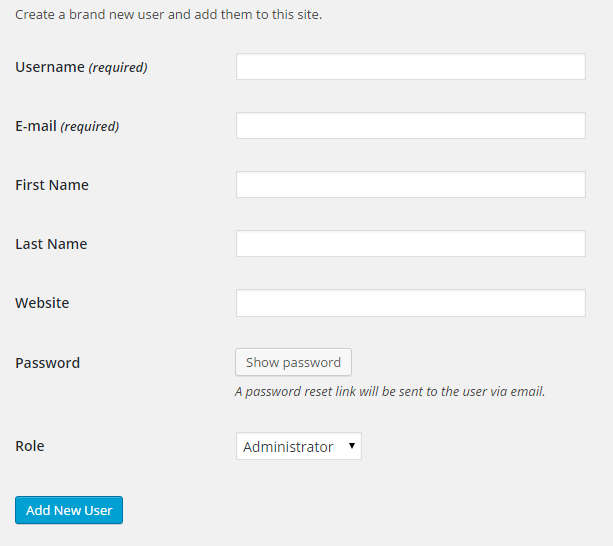 Create a brand new user and add them to this site.
Username (required)
E-mail (required)
First Name
Last Name
Website
Password Show password
A password reset link will be sent to the user via email.
Role Administrator
Add New User